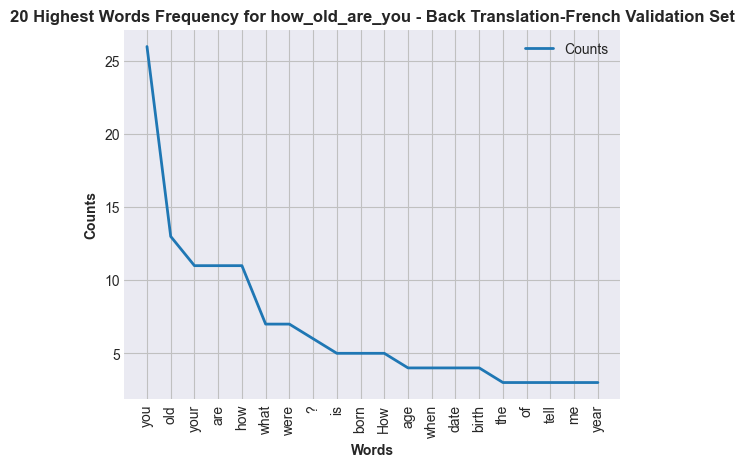 20 Highest Words Frequency for how_old_are_you - Back Translation-French Validation Set
Counts
25
20
15
10
5
Counts
you
old
your
are
how
what
were
?
is
born
How
age
when
date
birth
the
of
tell
me
year
Words